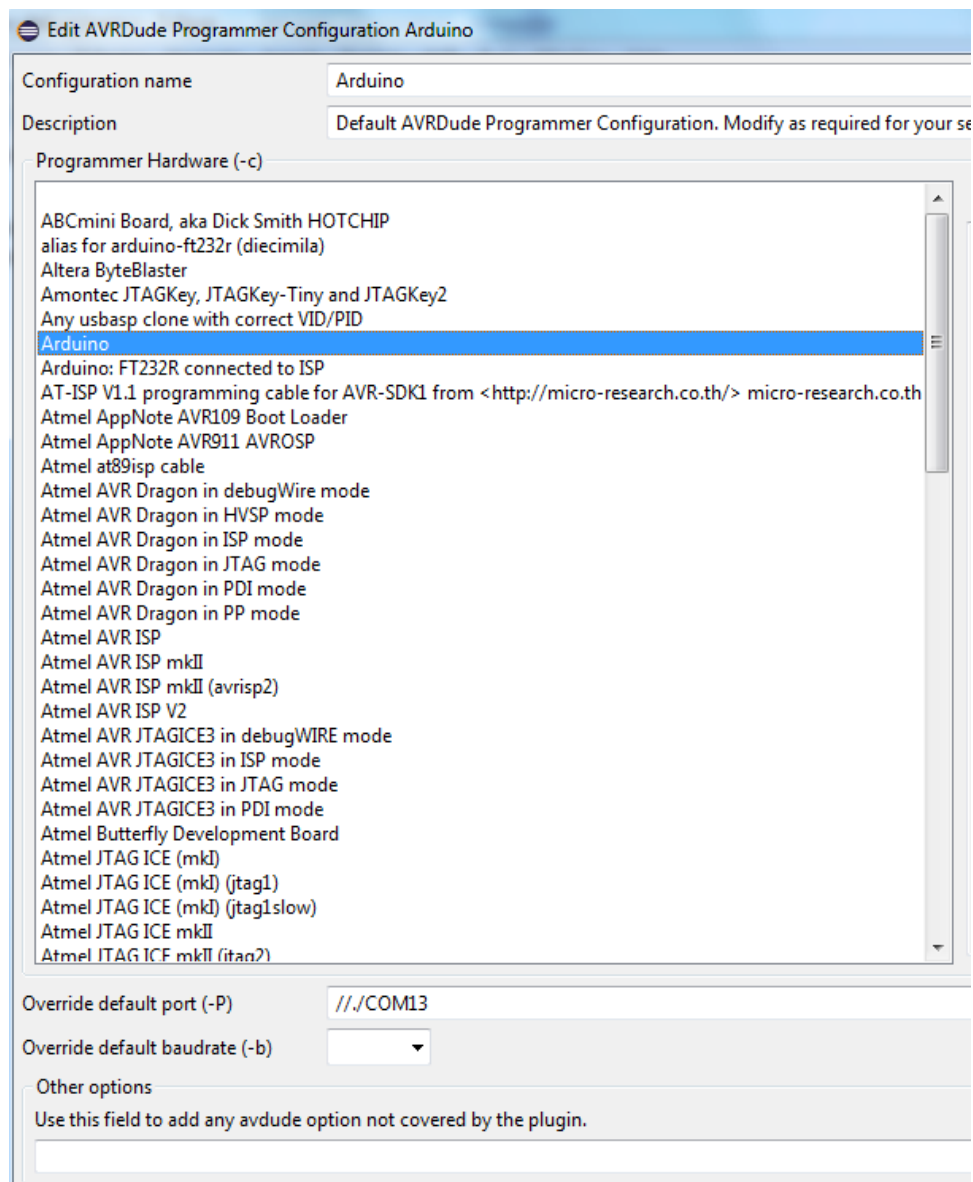 Edit AVRDude Programmer Configuration Arduino
Configuration name Arduino
Description Default AVRDude Programmer Configuration. Modify as required for your se
Programmer Hardware (-c)
ABCmini Board, aka Dick Smith HOTCHIP
alias for arduino-ft232r (diecimila)
Altera ByteBlaster
Amontec JTAGKey, JTAGKey-Tiny and JTAGKey2
Any usbasp clone with correct VID/PID
Arduino
Arduino: FT232R connected to ISP
AT-ISP V1.1 programming cable for AVR-SDK1 from <http://micro-research.co.th/> micro-research.co.th
Atmel AppNote AVR109 Boot Loader
Atmel AppNote AVR911 AVROSP
Atmel at89isp cable
Atmel AVR Dragon in debugWire mode
Atmel AVR Dragon in HVSP mode
Atmel AVR Dragon in ISP mode
Atmel AVR Dragon in JTAG mode
Atmel AVR Dragon in PDI mode
Atmel AVR Dragon in PP mode
Atmel AVR ISP
Atmel AVR ISP mkII
Atmel AVR ISP mkII (avrisp2)
Atmel AVR ISP V2
Atmel AVR JTAGICE3 in debugWIRE mode
Atmel AVR JTAGICE3 in ISP mode
Atmel AVR JTAGICE3 in JTAG mode
Atmel AVR JTAGICE3 in PDI mode
Atmel Butterfly Development Board
Atmel JTAG ICE (mkI)
Atmel JTAG ICE (mkI) (jtag1)
Atmel JTAG ICE (mkI) (jtag1slow)
Atmel JTAG ICE mkII
Atmel JTAG ICE mkII (jtag2)
Override default port (-P) //./COM13
Override default baudrate (-b)
Other options
Use this field to add any avdude option not covered by the plugin.